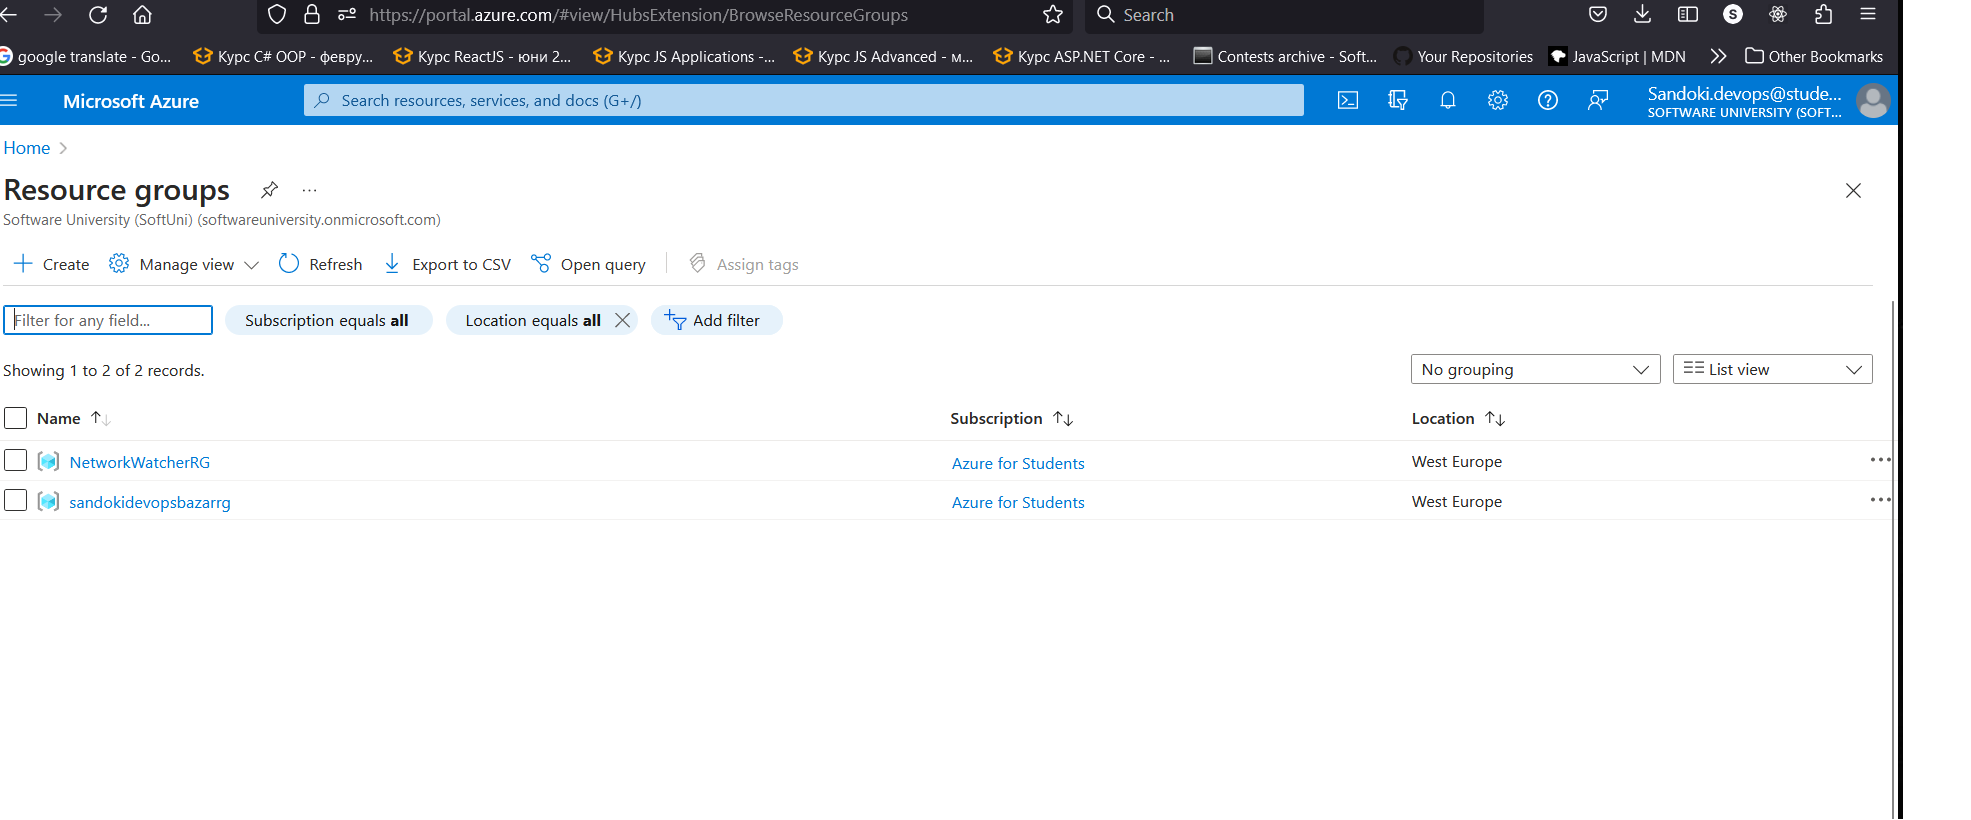 https://portal.azure.com/#view/HubsExtension/BrowseResourceGroups
Search
google translate - Go...
Курс C# OOP - февру...
Курс ReactJS - юни 2...
Курс JS Applications -...
Курс JS Advanced - м...
Курс ASP.NET Core - ...
Contests archive - Soft...
Your Repositories
JavaScript | MDN
Other Bookmarks
Microsoft Azure
Search resources, services, and docs (G+/)
Sandoki.devops@stude...
SOFTWARE UNIVERSITY (SOFT...
Home
Resource groups
Software University (SoftUni) (softwareuniversity.onmicrosoft.com)
Create
Manage view
Refresh
Export to CSV
Open query
Assign tags
Filter for any field...
Subscription equals all
Location equals all
Add filter
Showing 1 to 2 of 2 records.
No grouping
List view
Name
Subscription
Location
NetworkWatcherRG
Azure for Students
West Europe
sandokidevopsbazarrg
Azure for Students
West Europe